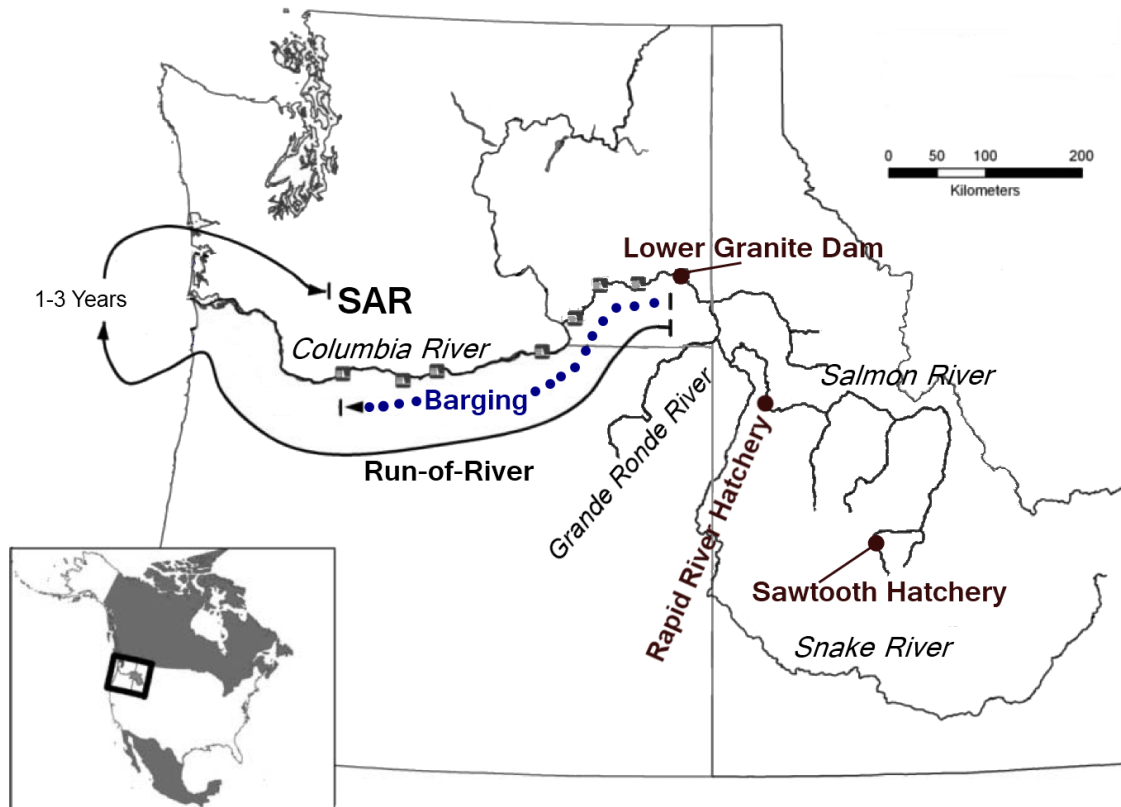 0 50 100 200
Kilometers
Lower Granite Dam
1-3 Years
SAR
Columbia River
Salmon River
Barging
Run-of-River
Grande Ronde River
Rapid River Hatchery
Sawtooth Hatchery
Snake River